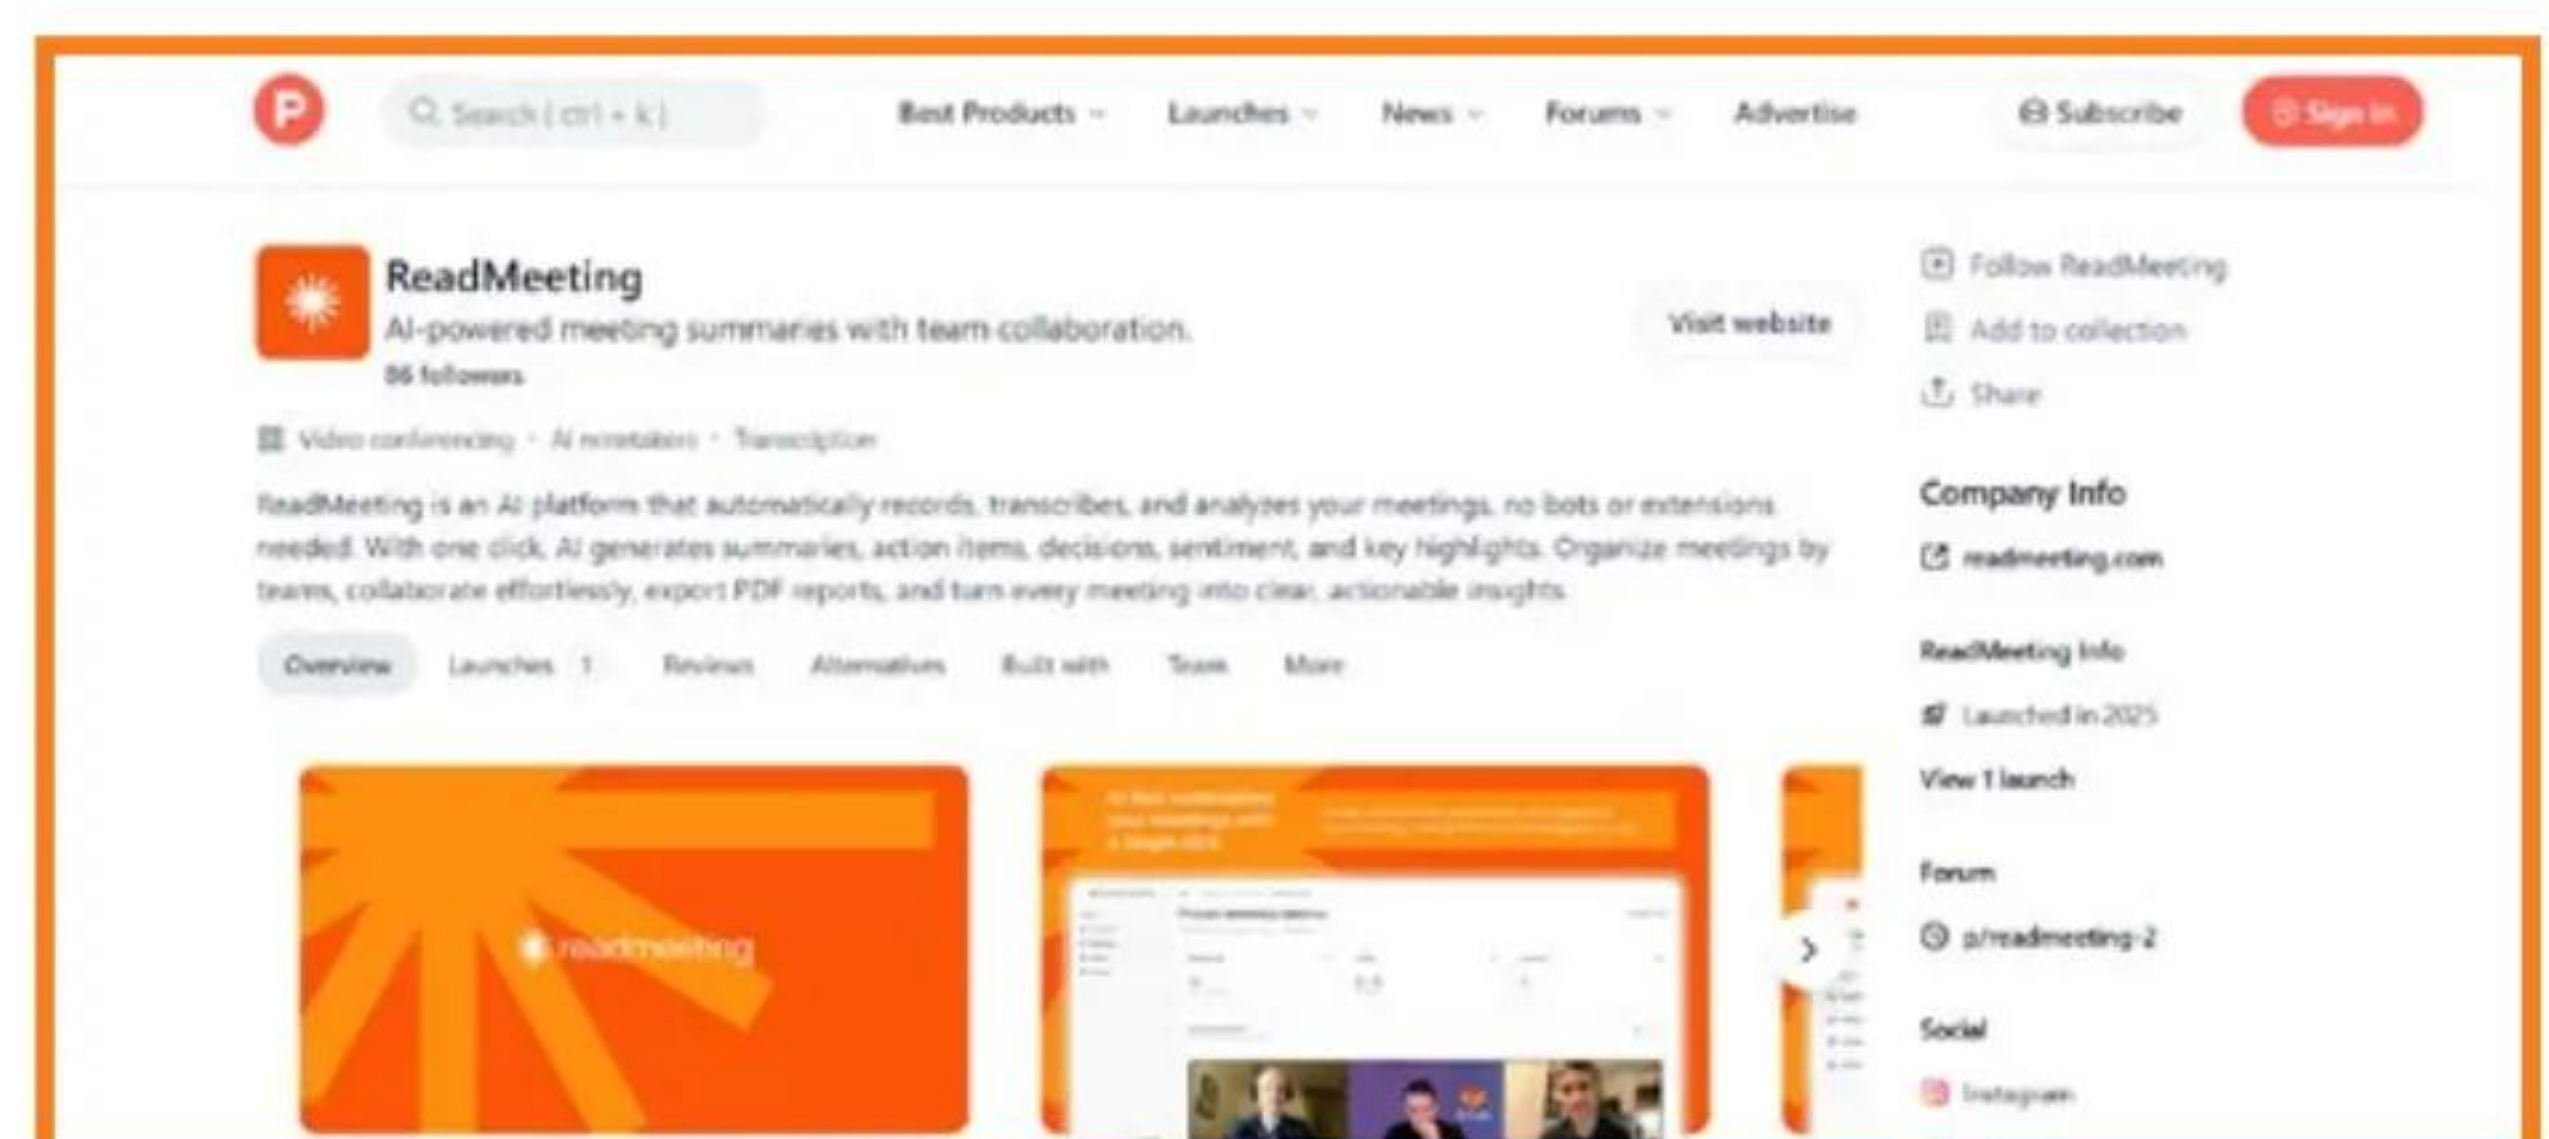 P
Search ( ctrl + k )
Best Products
Launches
News
Forums
Advertise
Subscribe
Sign in
ReadMeeting
AI-powered meeting summaries with team collaboration.
86 followers
Visit website
Video conferencing · AI notetakers · Transcription
ReadMeeting is an AI platform that automatically records, transcribes, and analyzes your meetings, no bots or extensions
needed. With one click, AI generates summaries, action items, decisions, sentiment, and key highlights. Organize meetings by
teams, collaborate effortlessly, export PDF reports, and turn every meeting into clear, actionable insights.
Overview
Launches 1
Reviews
Alternatives
Built with
Team
More
readmeeting
your meetings with
Follow ReadMeeting
Add to collection
Share
Company Info
readmeeting.com
ReadMeeting Info
Launched in 2025
View 1 launch
Forum
p/readmeeting-2
Social
Instagram